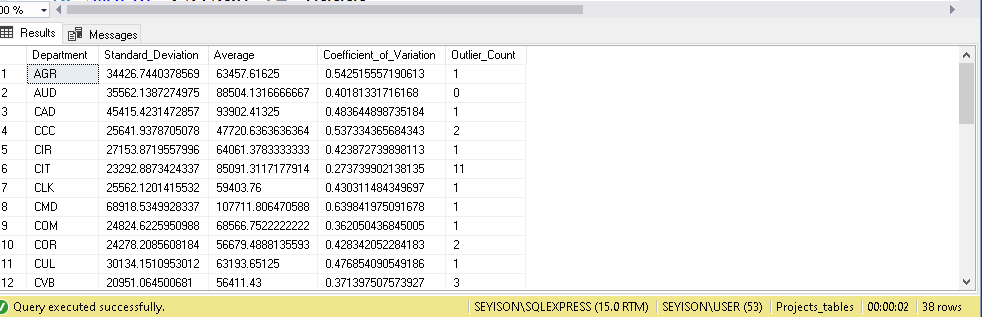 00 %
Results Messages
Department Standard_Deviation Average Coefficient_of_Variation Outlier_Count
1 AGR 34426.7440378569 63457.61625 0.542515557190613 1
2 AUD 35562.1387274975 88504.1316666667 0.40181331716168 0
3 CAD 45415.4231472857 93902.41325 0.483644898735184 1
4 CCC 25641.9378705078 47720.6363636364 0.537334365684343 2
5 CIR 27153.8719557996 64061.3783333333 0.423872739898113 1
6 CIT 23292.8873424337 85091.3117177914 0.273739902138135 11
7 CLK 25562.1201415532 59403.76 0.430311484349697 1
8 CMD 68918.5349928337 107711.806470588 0.639841975091678 1
9 COM 24824.6225950988 68566.7522222222 0.362050436845005 1
10 COR 24278.2085608184 56679.4888135593 0.428342052284183 2
11 CUL 30134.1510953012 63193.65125 0.476854090549186 1
12 CVB 20951.064500681 56411.43 0.371397507573927 3
Query executed successfully. SEYISON\SQLEXPRESS (15.0 RTM) SEYISON\USER (53) Projects_tables 00:00:02 38 rows